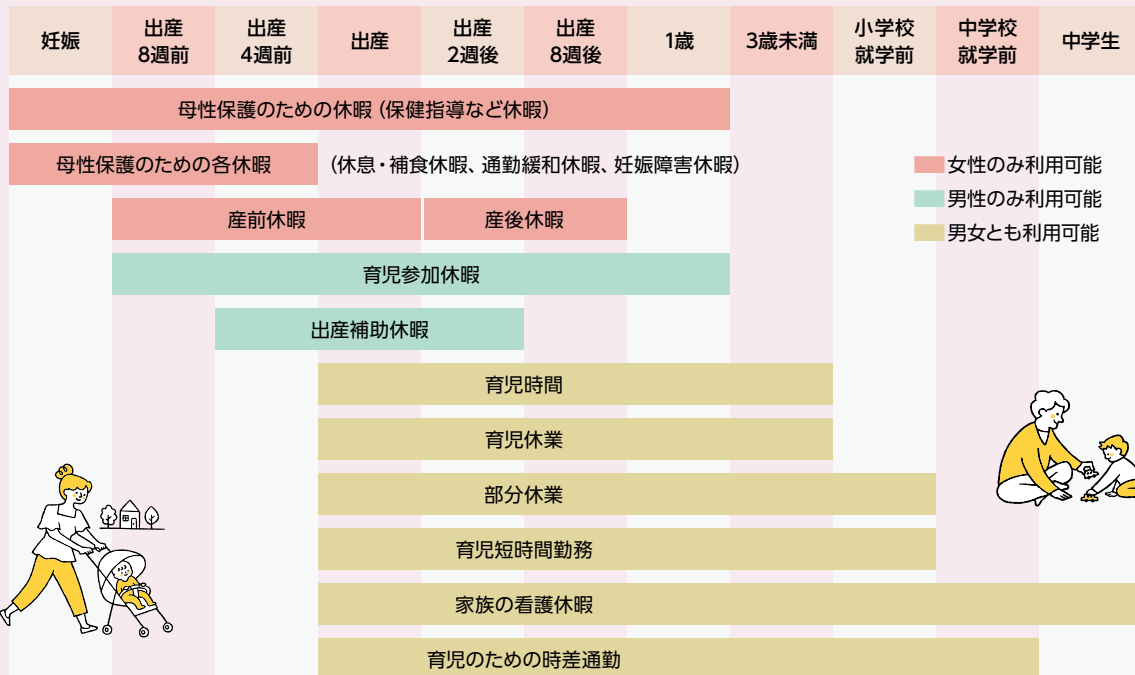 妊娠
出産
8週前
出産
4週前
出産
出産
2週後
出産
8週後
1歳
3歳未満
小学校
就学前
中学校
就学前
中学生
母性保護のための休暇（保健指導など休暇）
母性保護のための各休暇 （休息・補食休暇、通勤緩和休暇、妊娠障害休暇）
女性のみ利用可能
男性のみ利用可能
男女とも利用可能
産前休暇 産後休暇
育児参加休暇
出産補助休暇
育児時間
育児休業
部分休業
育児短時間勤務
家族の看護休暇
育児のための時差通勤